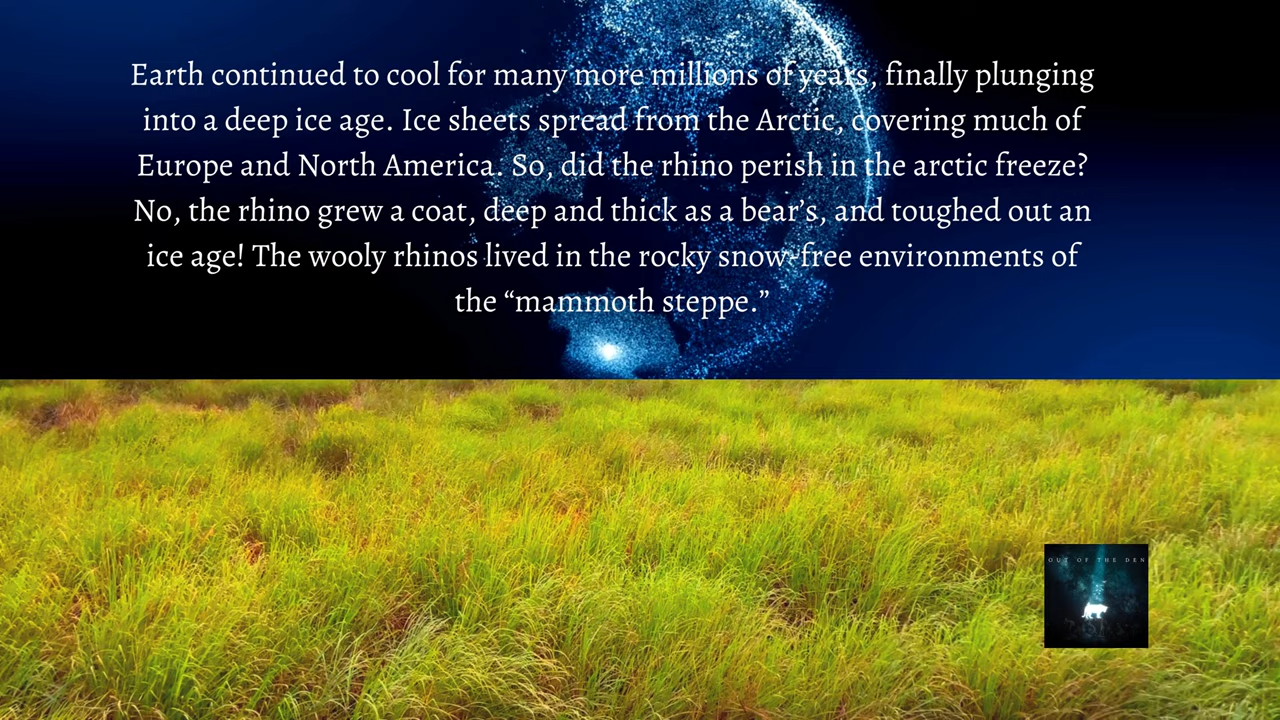 Earth continued to cool for many more millions of years, finally plunging
into a deep ice age. Ice sheets spread from the Arctic, covering much of
Europe and North America. So, did the rhino perish in the arctic freeze?
No, the rhino grew a coat, deep and thick as a bear’s, and toughed out an
ice age! The wooly rhinos lived in the rocky snow-free environments of
the “mammoth steppe.”
OUT OF THE DEN